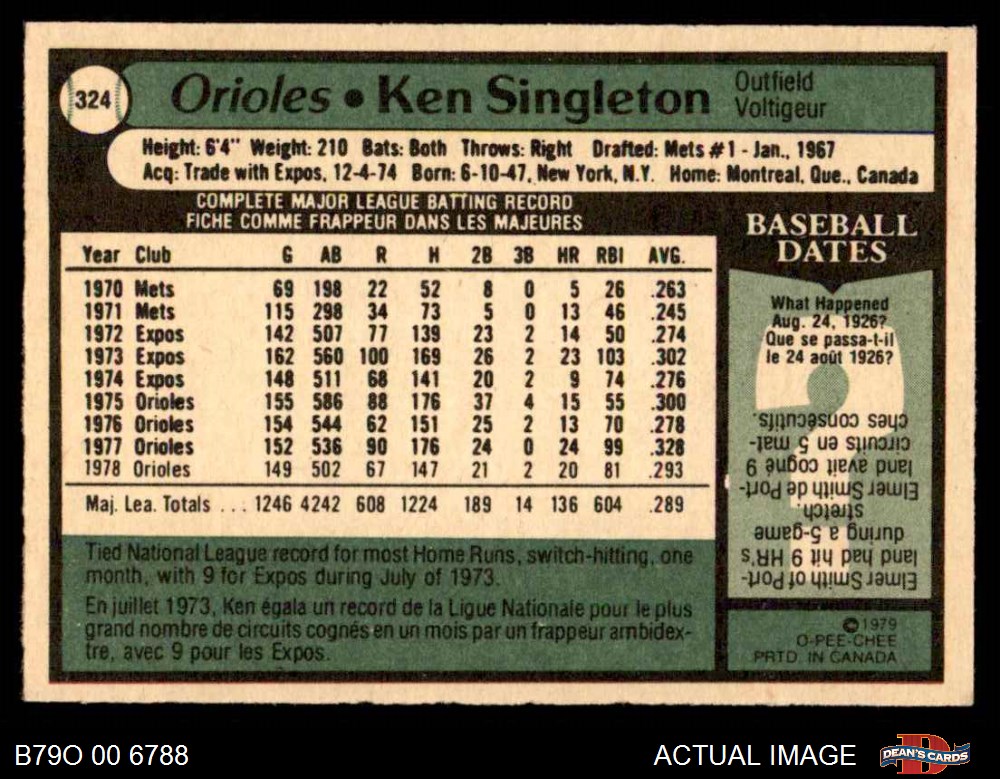 324
Orioles • Ken Singleton
Outfield
Voltigeur
Height: 6'4" Weight: 210 Bats: Both Throws: Right Drafted: Mets #1 - Jan., 1967
Acq: Trade with Expos, 12-4-74 Born: 6-10-47, New York, N.Y. Home: Montreal, Que., Canada
COMPLETE MAJOR LEAGUE BATTING RECORD
FICHE COMME FRAPPEUR DANS LES MAJEURES
Year Club G AB R H 2B 3B HR RBI AVG.
1970 Mets 69 198 22 52 8 0 5 26 .263
1971 Mets 115 298 34 73 5 0 13 46 .245
1972 Expos 142 507 77 139 23 2 14 50 .274
1973 Expos 162 560 100 169 26 2 23 103 .302
1974 Expos 148 511 68 141 20 2 9 74 .276
1975 Orioles 155 586 88 176 37 4 15 55 .300
1976 Orioles 154 544 62 151 25 2 13 70 .278
1977 Orioles 152 536 90 176 24 0 24 99 .328
1978 Orioles 149 502 67 147 21 2 20 81 .293
Maj. Lea. Totals ... 1246 4242 608 1224 189 14 136 604 .289
Tied National League record for most Home Runs, switch-hitting, one
month, with 9 for Expos during July of 1973.
En juillet 1973, Ken égala un record de la Ligue Nationale pour le plus
grand nombre de circuits cognés en un mois par un frappeur ambidex-
tre, avec 9 pour les Expos.
BASEBALL
DATES
What Happened
Aug. 24, 1926?
Que se passa-t-il
le 24 août 1926?
Elmer Smith of Port-
land had hit 9 HR's
during a 5-game
stretch.
Elmer Smith de Port-
land avait cogné 9
circuits en 5 mat-
ches consécutifs.
© 1979
O-PEE-CHEE
PRTD. IN CANADA
B79O 00 6788
ACTUAL IMAGE
DEAN'S CARDS